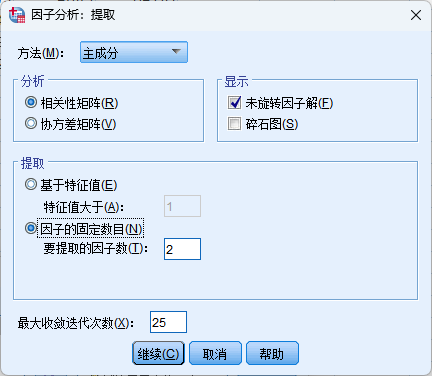 因子分析：提取
方法(M)： 主成分
分析
相关性矩阵(R)
协方差矩阵(V)
显示
未旋转因子解(F)
碎石图(S)
提取
基于特征值(E)
特征值大于(A)： 1
因子的固定数目(N)
要提取的因子数(T)： 2
最大收敛迭代次数(X)： 25
继续(C) 取消 帮助